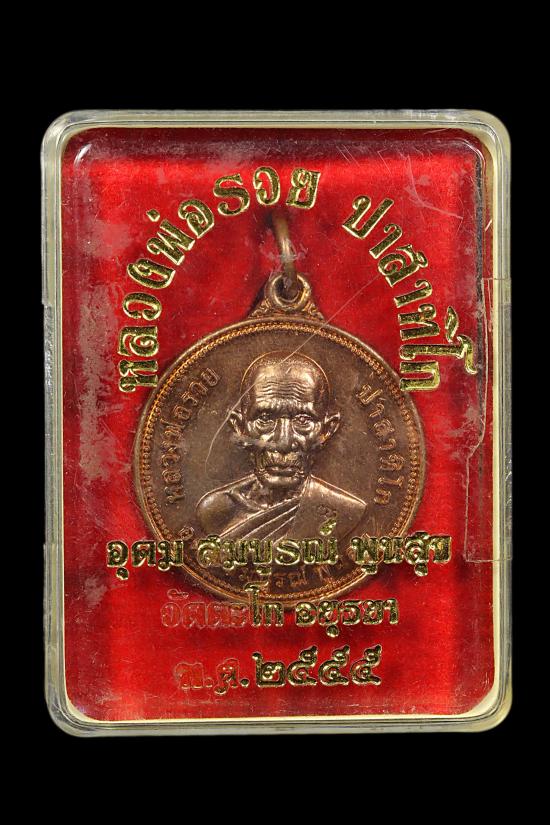 หลวงพ่อรวย ปาสาทิโก
หลวงพ่อรวย ปาสาทิโก
อุดม สมบูรณ์ พูนสุข
วัดตะโก อยุธยา
พ.ศ.๒๕๕๕